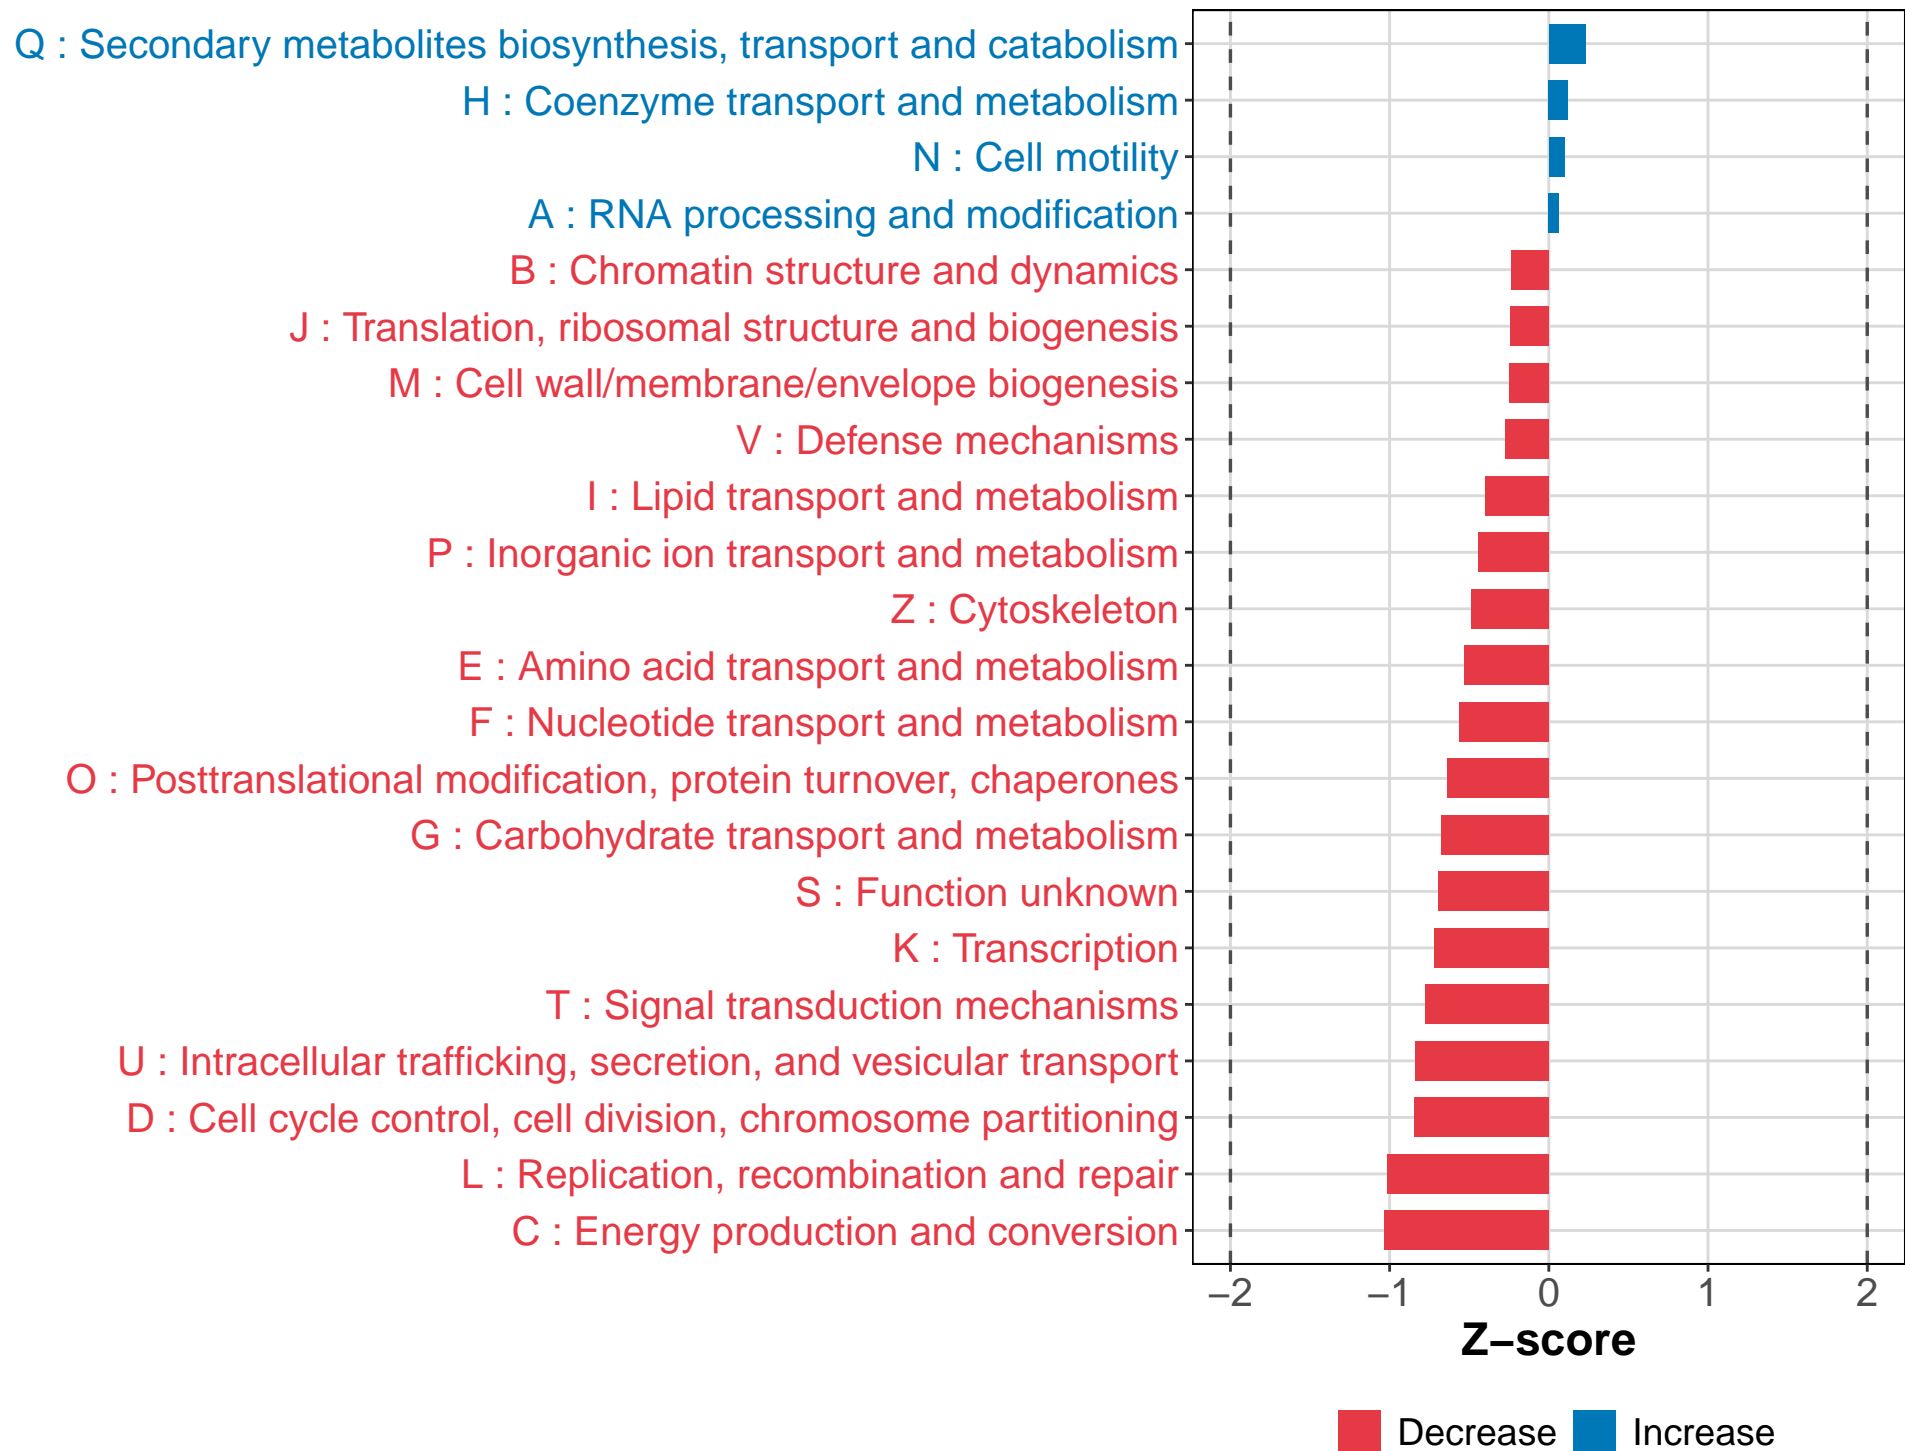 Q : Secondary metabolites biosynthesis, transport and catabolism
H : Coenzyme transport and metabolism
N : Cell motility
A : RNA processing and modification
B : Chromatin structure and dynamics
J : Translation, ribosomal structure and biogenesis
M : Cell wall/membrane/envelope biogenesis
V : Defense mechanisms
I : Lipid transport and metabolism
P : Inorganic ion transport and metabolism
Z : Cytoskeleton
E : Amino acid transport and metabolism
F : Nucleotide transport and metabolism
O : Posttranslational modification, protein turnover, chaperones
G : Carbohydrate transport and metabolism
S : Function unknown
K : Transcription
T : Signal transduction mechanisms
U : Intracellular trafficking, secretion, and vesicular transport
D : Cell cycle control, cell division, chromosome partitioning
L : Replication, recombination and repair
C : Energy production and conversion
−2 −1 0 1 2
Z−score
Decrease Increase